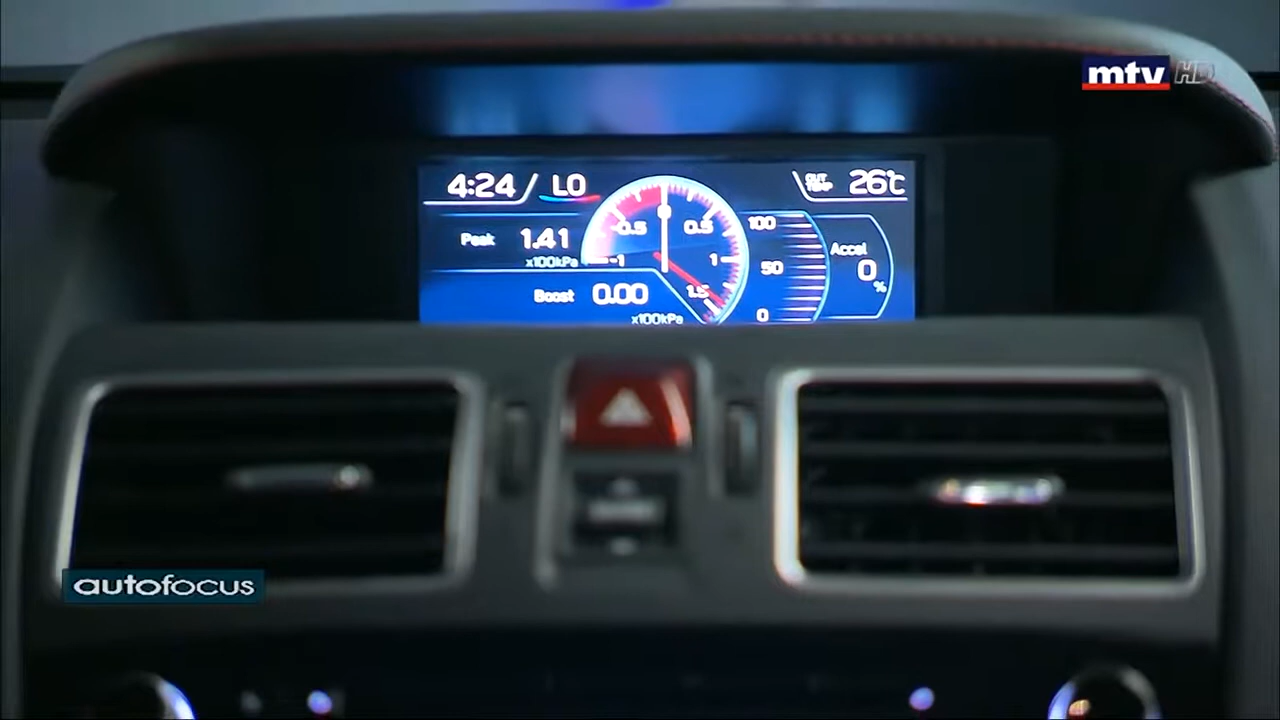 mtv HD
4:24 LO
OUT TEMP 26°C
Peak 1.41
x100kPa
Boost 0.00
x100kPa
-1 -0.5 0 0.5 1 1.5
100
50
0
Accel
0
%
autofocus